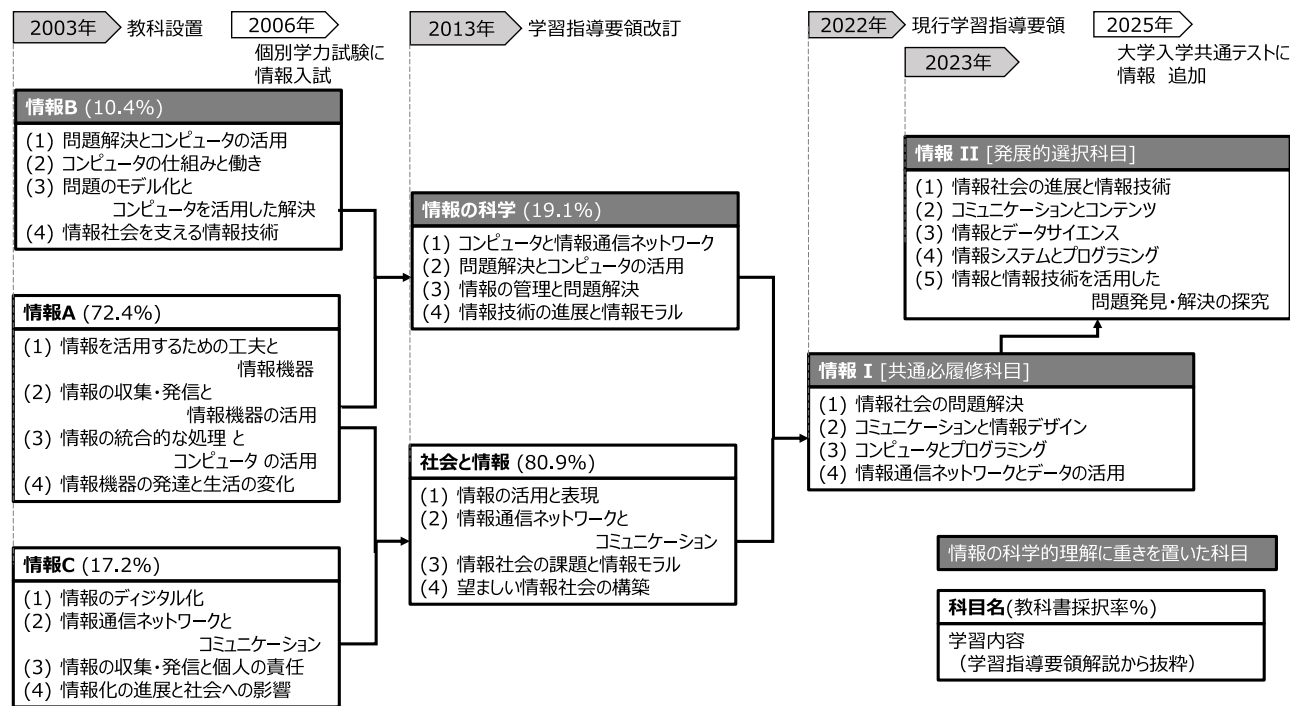 2003年 教科設置
2006年
個別学力試験に
情報入試
2013年 学習指導要領改訂
2022年 現行学習指導要領
2023年
2025年
大学入学共通テストに
情報 追加
情報B (10.4%)
(1) 問題解決とコンピュータの活用
(2) コンピュータの仕組みと働き
(3) 問題のモデル化と
コンピュータを活用した解決
(4) 情報社会を支える情報技術
情報A (72.4%)
(1) 情報を活用するための工夫と
情報機器
(2) 情報の収集・発信と
情報機器の活用
(3) 情報の統合的な処理 と
コンピュータ の活用
(4) 情報機器の発達と生活の変化
情報C (17.2%)
(1) 情報のディジタル化
(2) 情報通信ネットワークと
コミュニケーション
(3) 情報の収集・発信と個人の責任
(4) 情報化の進展と社会への影響
情報の科学 (19.1%)
(1) コンピュータと情報通信ネットワーク
(2) 問題解決とコンピュータの活用
(3) 情報の管理と問題解決
(4) 情報技術の進展と情報モラル
社会と情報 (80.9%)
(1) 情報の活用と表現
(2) 情報通信ネットワークと
コミュニケーション
(3) 情報社会の課題と情報モラル
(4) 望ましい情報社会の構築
情報 II [発展的選択科目]
(1) 情報社会の進展と情報技術
(2) コミュニケーションとコンテンツ
(3) 情報とデータサイエンス
(4) 情報システムとプログラミング
(5) 情報と情報技術を活用した
問題発見・解決の探究
情報 I [共通必履修科目]
(1) 情報社会の問題解決
(2) コミュニケーションと情報デザイン
(3) コンピュータとプログラミング
(4) 情報通信ネットワークとデータの活用
情報の科学的理解に重きを置いた科目
科目名(教科書採択率%)
学習内容
(学習指導要領解説から抜粋)